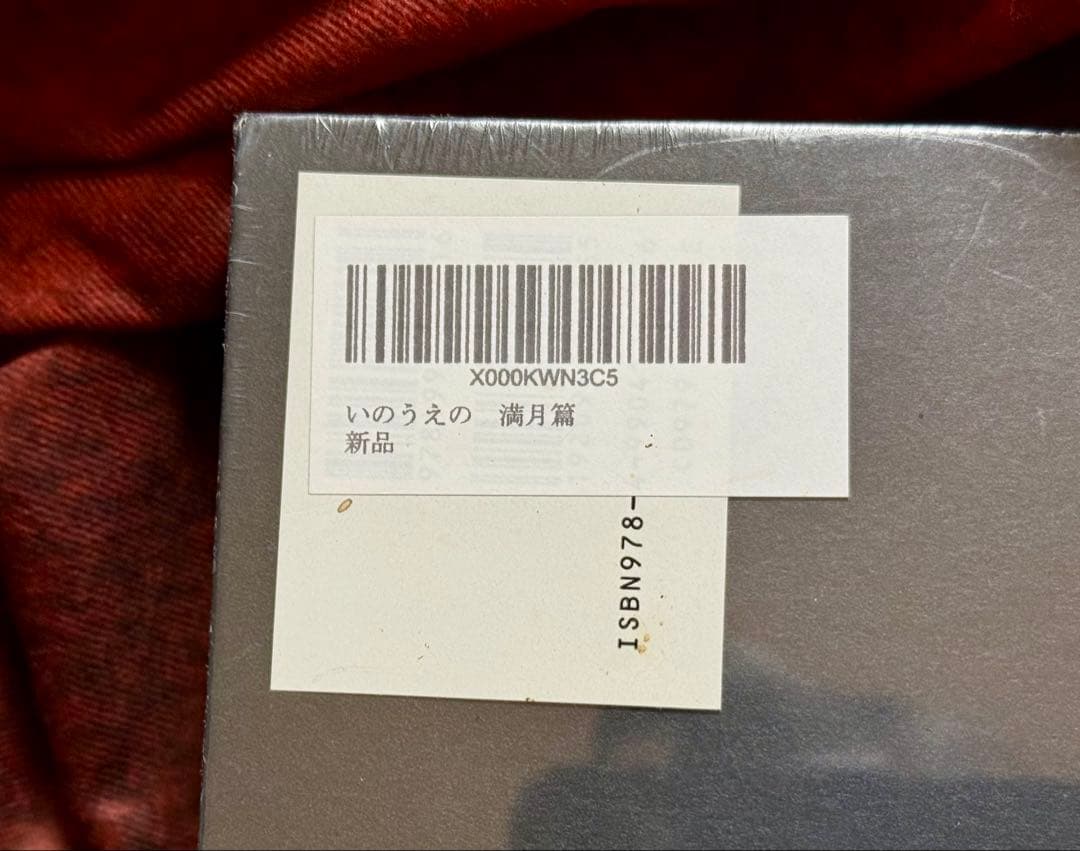 X000KWN3C5
いのうえの　満月篇
新品
ISBN978-